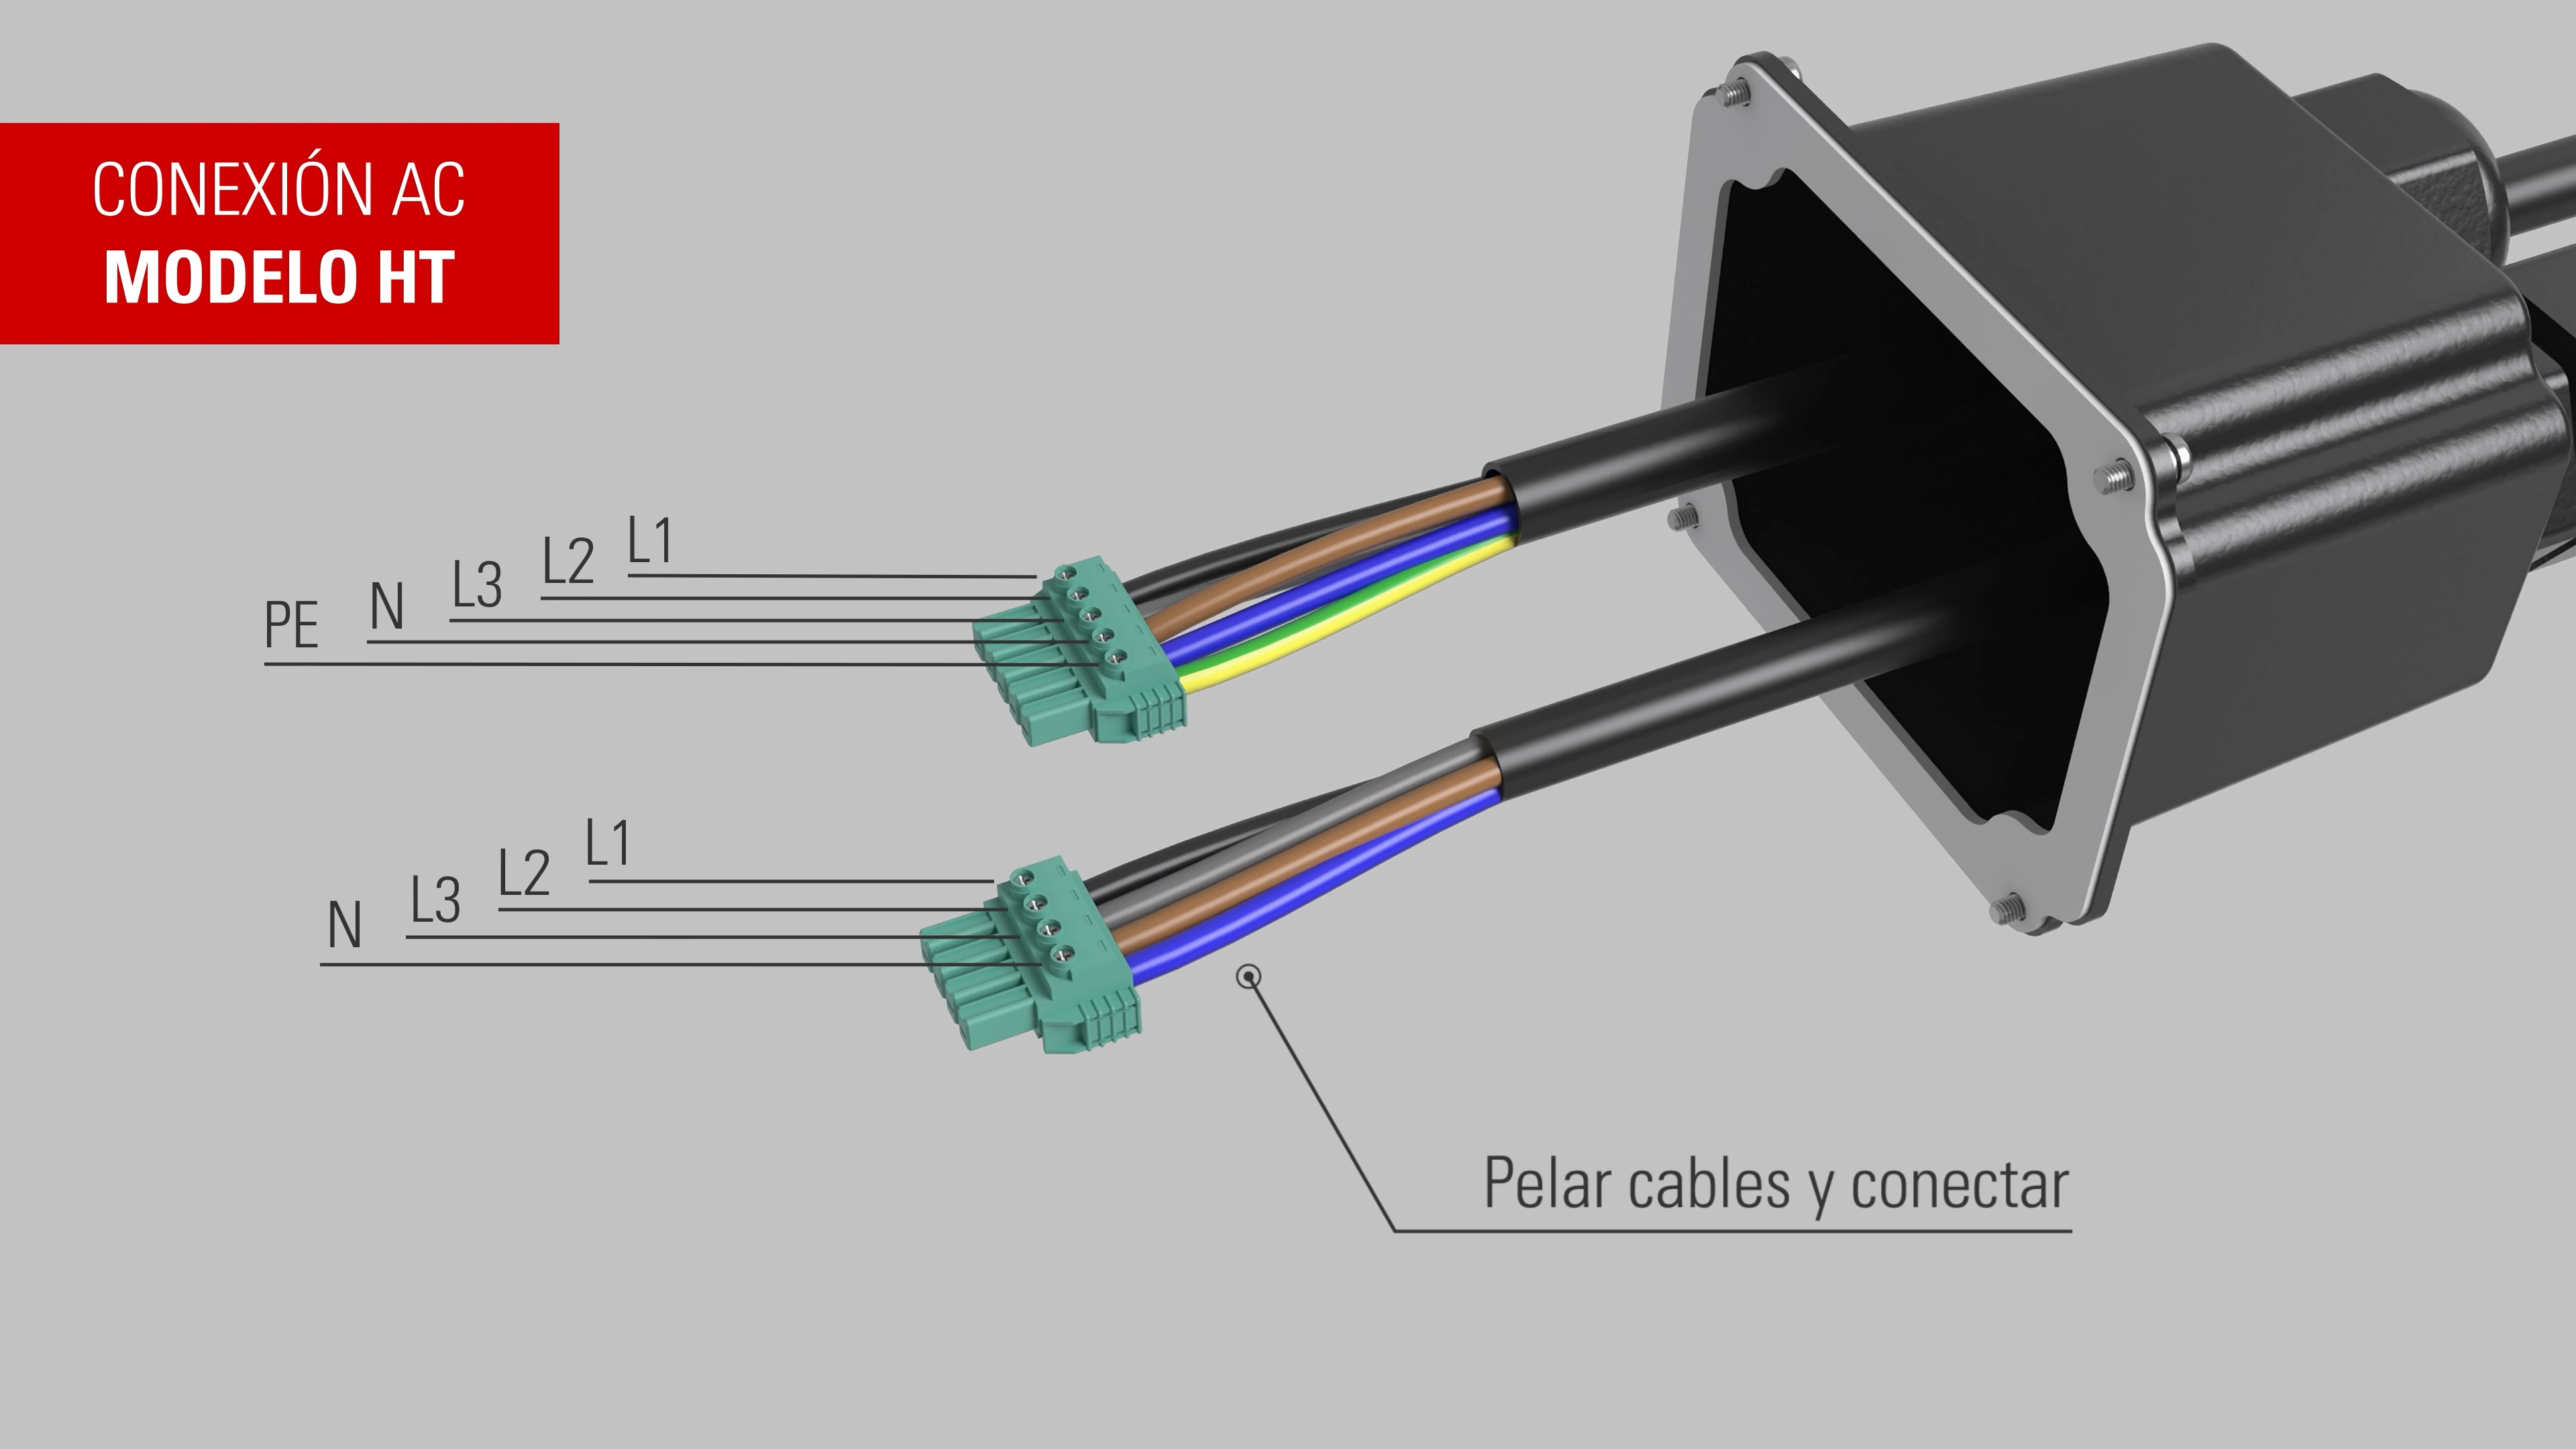 CONEXIÓN AC
MODELO HT
L1
L2
L3
N
PE
L1
L2
L3
N
Pelar cables y conectar